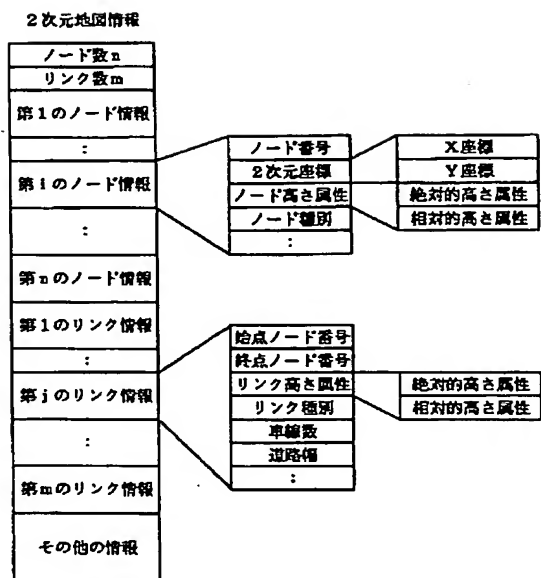 2次元地図情報
ノード数n
リンク数m
第1のノード情報
:
第iのノード情報
:
第nのノード情報
第1のリンク情報
:
第jのリンク情報
:
第mのリンク情報
その他の情報
ノード番号
2次元座標
ノード高さ属性
ノード種別
:
X座標
Y座標
絶対的高さ属性
相対的高さ属性
始点ノード番号
終点ノード番号
リンク高さ属性
リンク種別
車線数
道路幅
:
絶対的高さ属性
相対的高さ属性